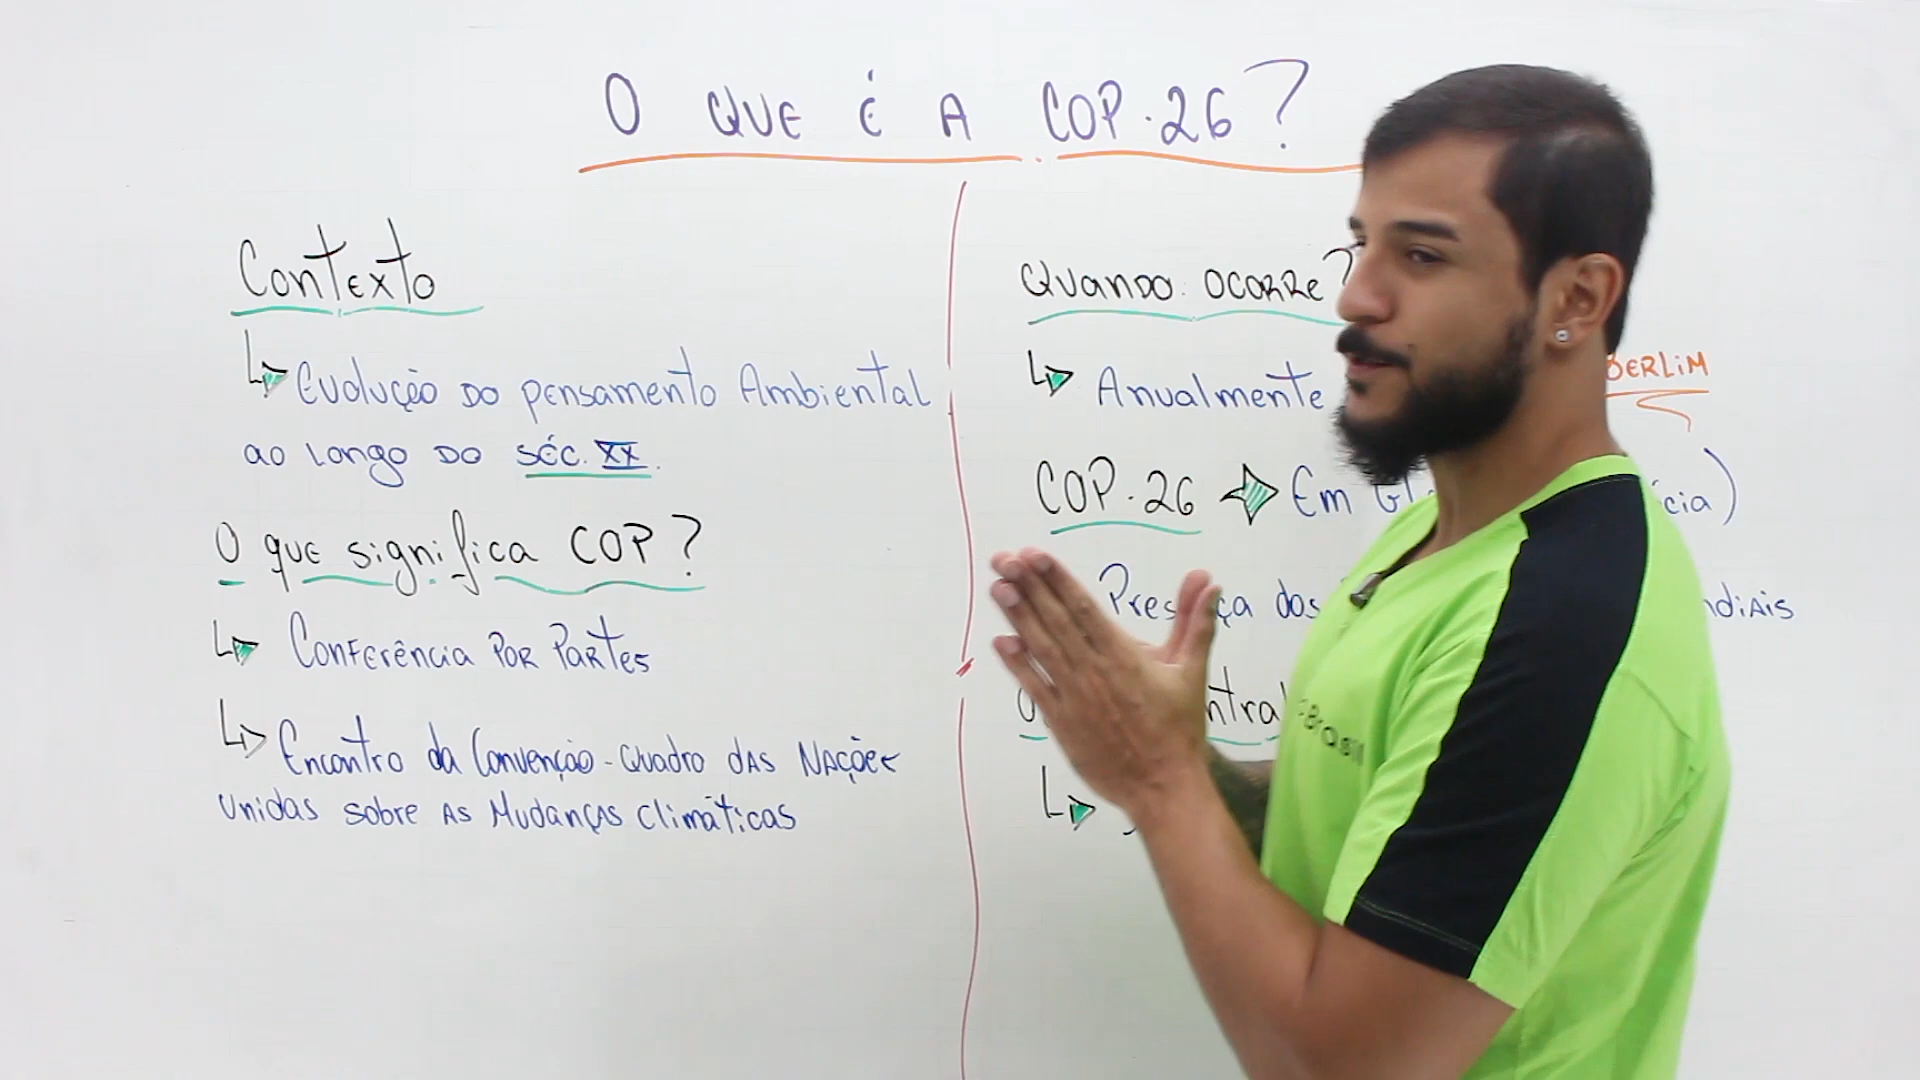 O QUE É A COP.26?
Contexto
Evolução do pensamento Ambiental
ao longo do séc. XX.
O que significa COP?
Conferência por Partes
Encontro da Convenção-Quadro das Nações
Unidas sobre as Mudanças Climáticas
Quando ocorre?
Anualmente
BERLIM
COP.26 Em
Presença dos